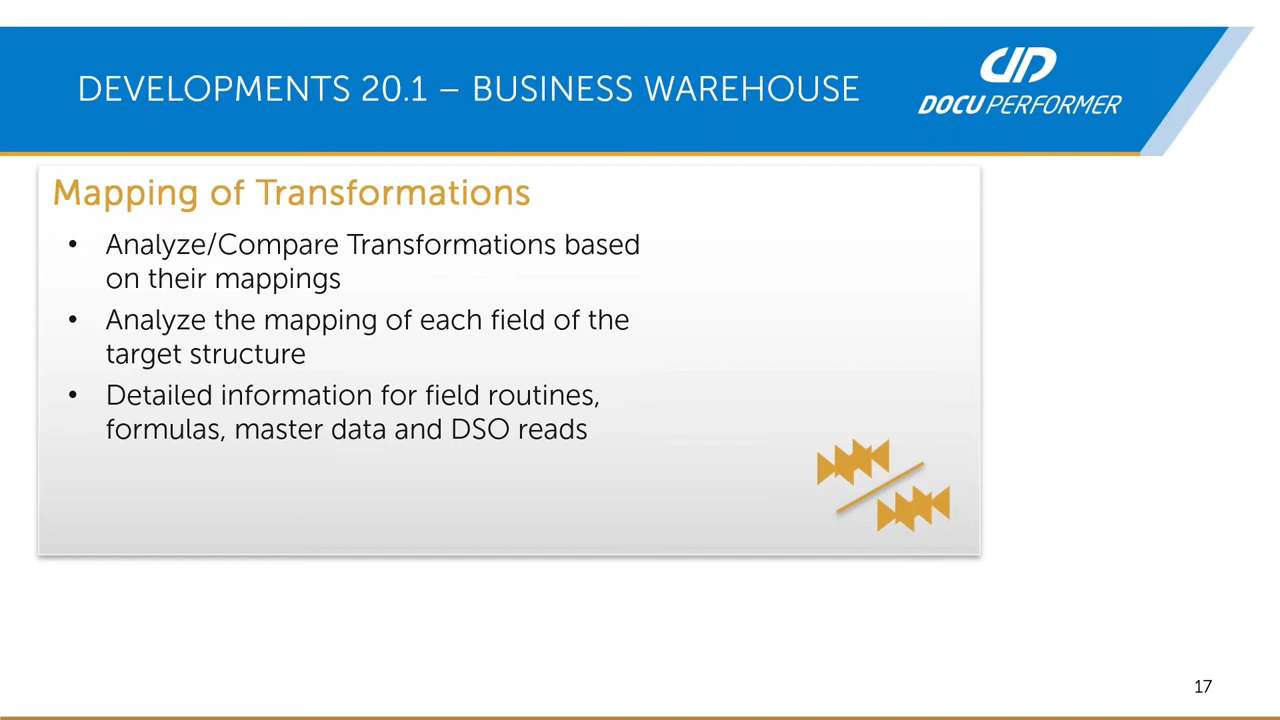 DEVELOPMENTS 20.1 – BUSINESS WAREHOUSE
DOCU PERFORMER
Mapping of Transformations
• Analyze/Compare Transformations based
on their mappings
• Analyze the mapping of each field of the
target structure
• Detailed information for field routines,
formulas, master data and DSO reads
17